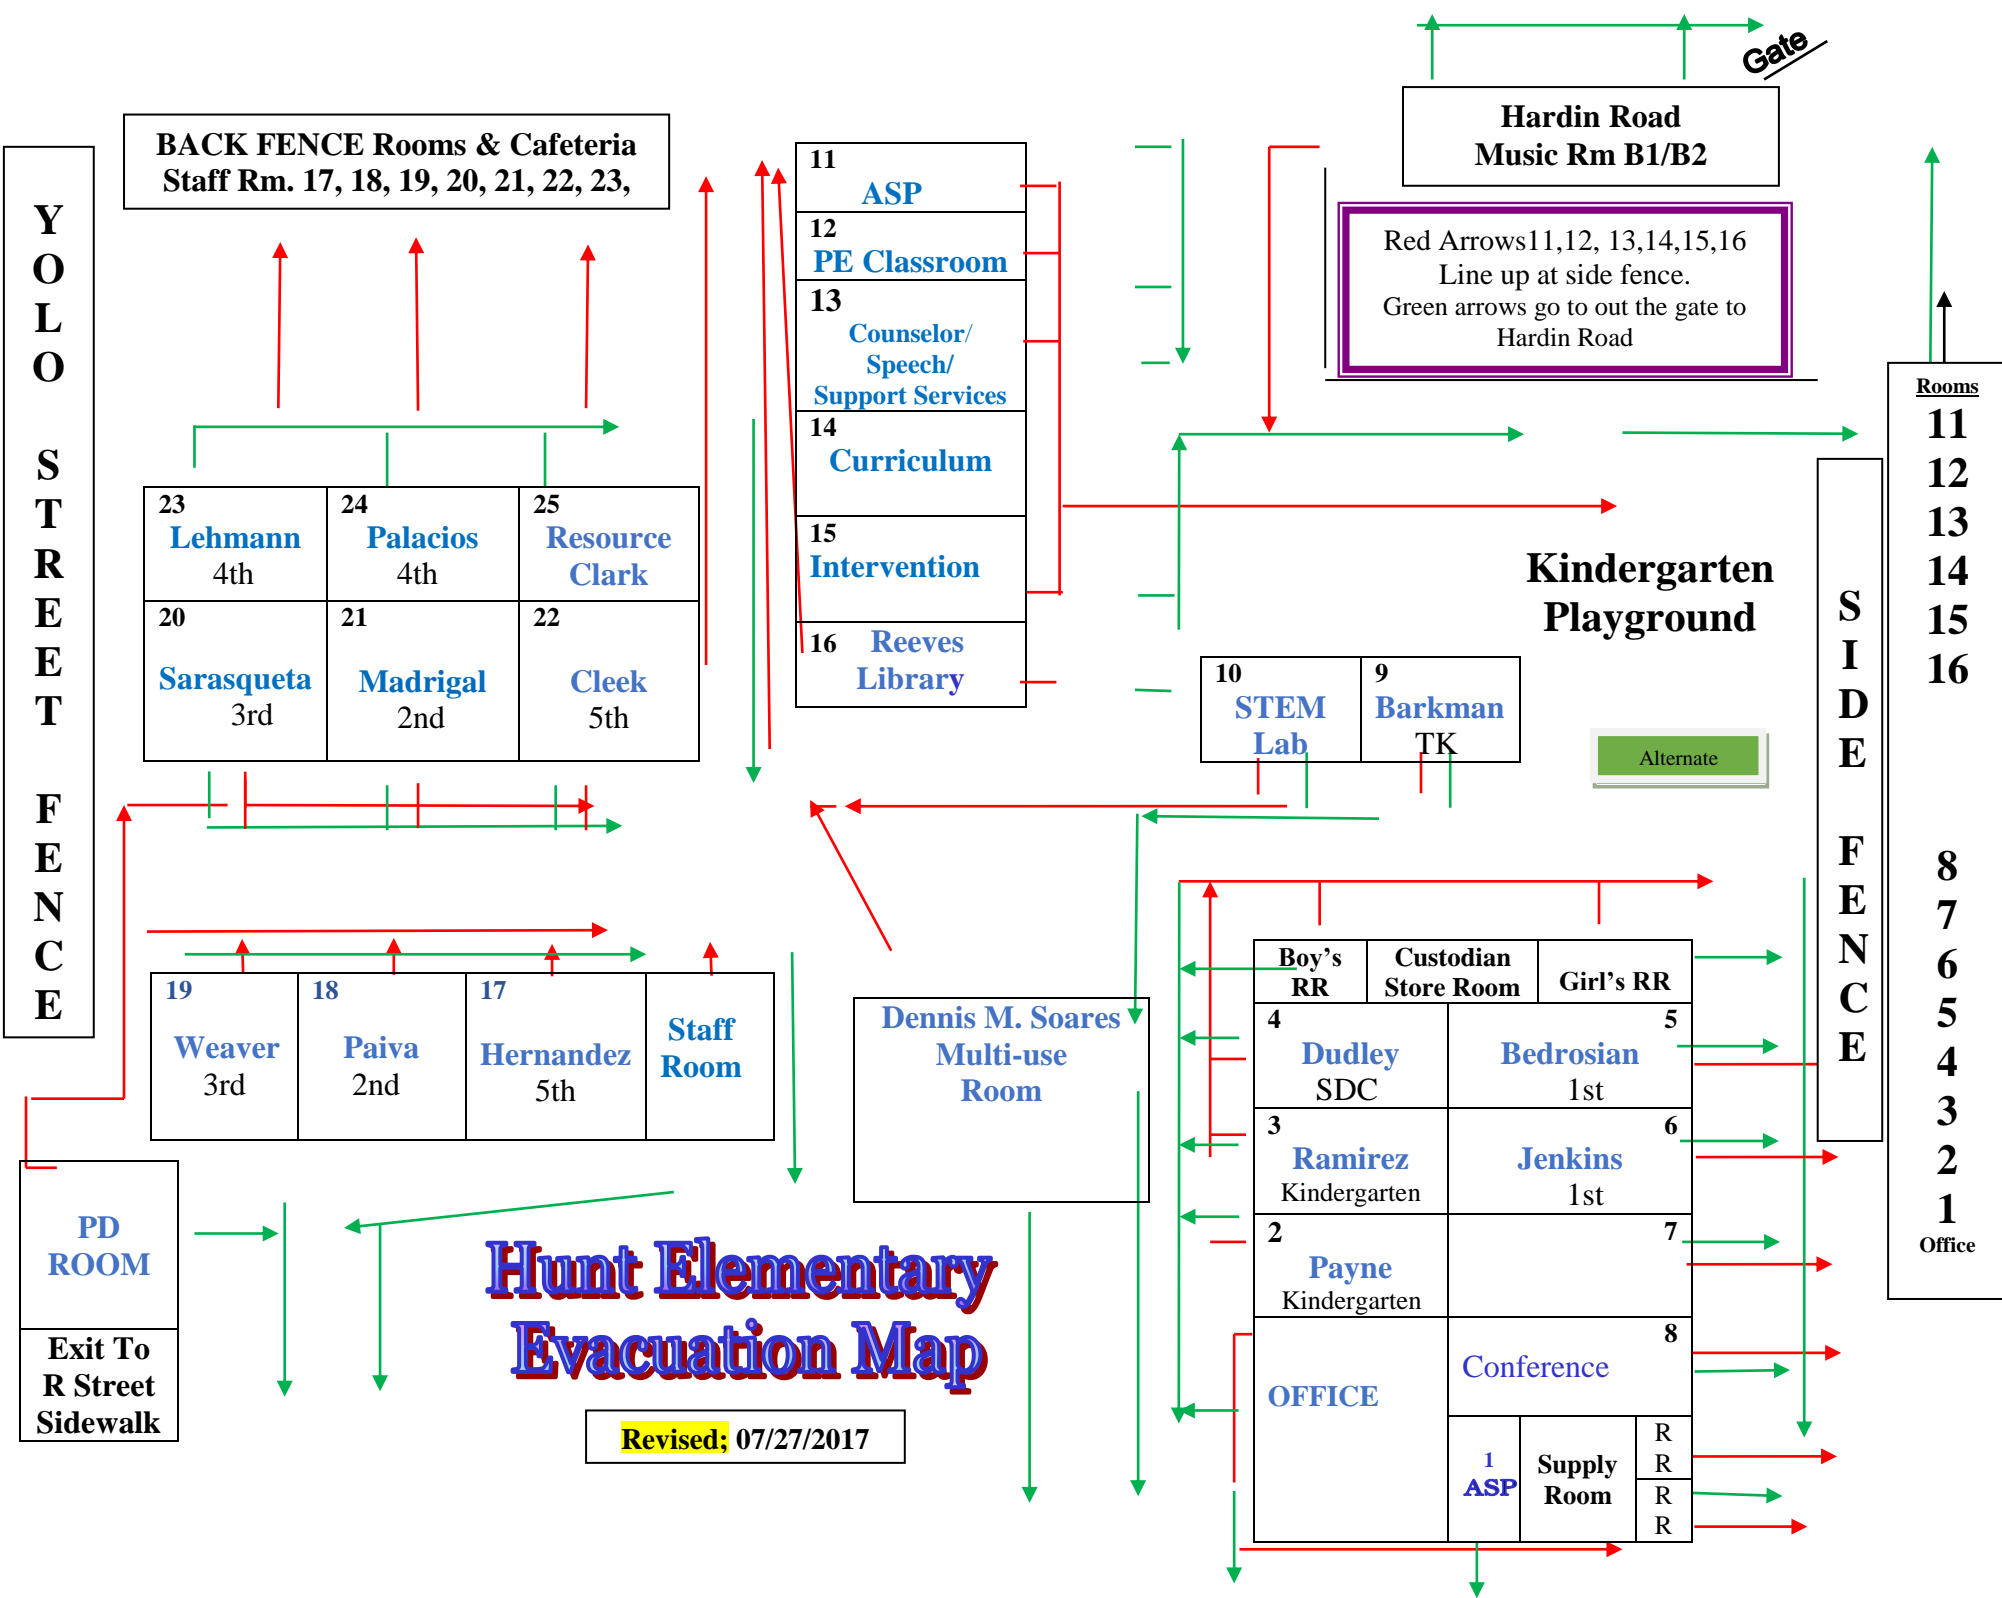 Gate
Hardin Road
Music Rm B1/B2
BACK FENCE Rooms & Cafeteria
Staff Rm. 17, 18, 19, 20, 21, 22, 23,
YOLO STREET FENCE
11
ASP
12
PE Classroom
13
Counselor/
Speech/
Support Services
14
Curriculum
15
Intervention
16 Reeves
Library
Red Arrows11,12, 13,14,15,16
Line up at side fence.
Green arrows go to out the gate to
Hardin Road
Rooms
11
12
13
14
15
16
8
7
6
5
4
3
2
1
Office
SIDE FENCE
23
Lehmann
4th
24
Palacios
4th
25
Resource
Clark
20
Sarasqueta
3rd
21
Madrigal
2nd
22
Cleek
5th
Kindergarten
Playground
10
STEM
Lab
9
Barkman
TK
Alternate
19
Weaver
3rd
18
Paiva
2nd
17
Hernandez
5th
Staff
Room
Dennis M. Soares
Multi-use
Room
Boy's
RR
Custodian
Store Room
Girl's RR
4
Dudley
SDC
5
Bedrosian
1st
3
Ramirez
Kindergarten
6
Jenkins
1st
2
Payne
Kindergarten
7
OFFICE
8
Conference
1
ASP
Supply
Room
R
R
R
R
PD
ROOM
Exit To
R Street
Sidewalk
Hunt Elementary
Evacuation Map
Revised; 07/27/2017